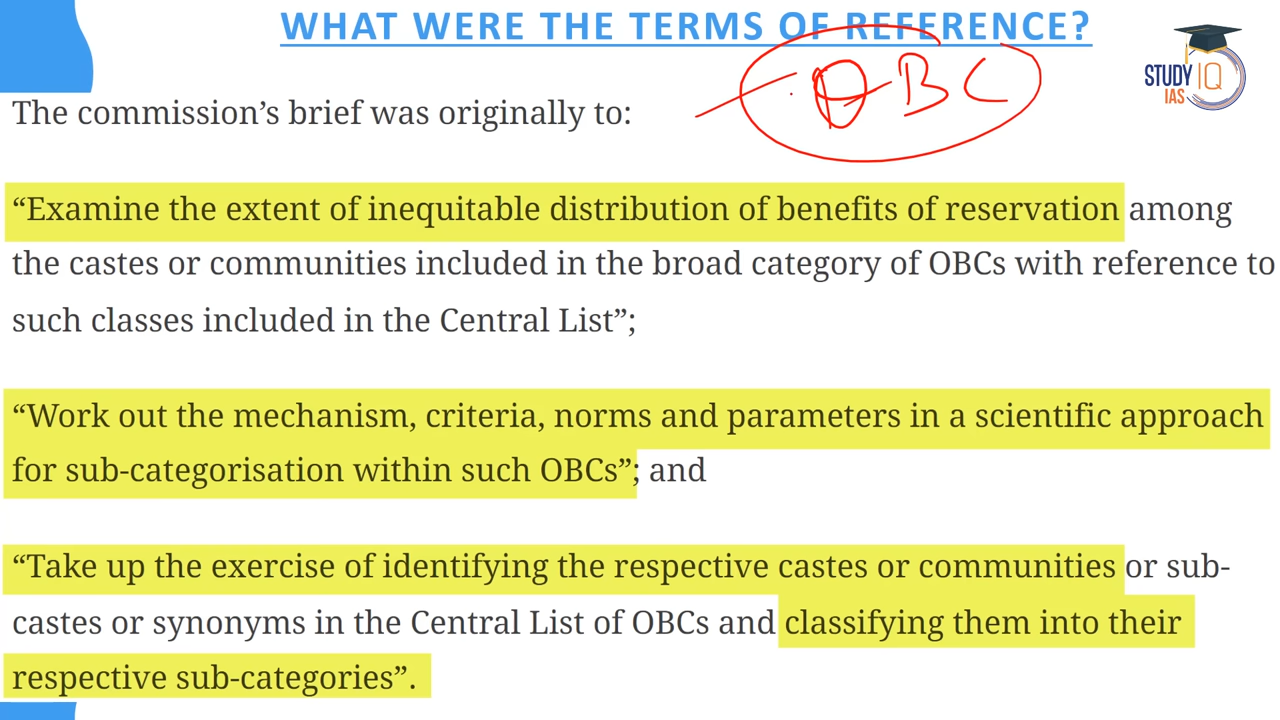 WHAT WERE THE TERMS OF REFERENCE?
OBC
STUDY IQ
IAS
The commission’s brief was originally to:
“Examine the extent of inequitable distribution of benefits of reservation among
the castes or communities included in the broad category of OBCs with reference to
such classes included in the Central List”;
“Work out the mechanism, criteria, norms and parameters in a scientific approach
for sub-categorisation within such OBCs”; and
“Take up the exercise of identifying the respective castes or communities or sub-
castes or synonyms in the Central List of OBCs and classifying them into their
respective sub-categories”.